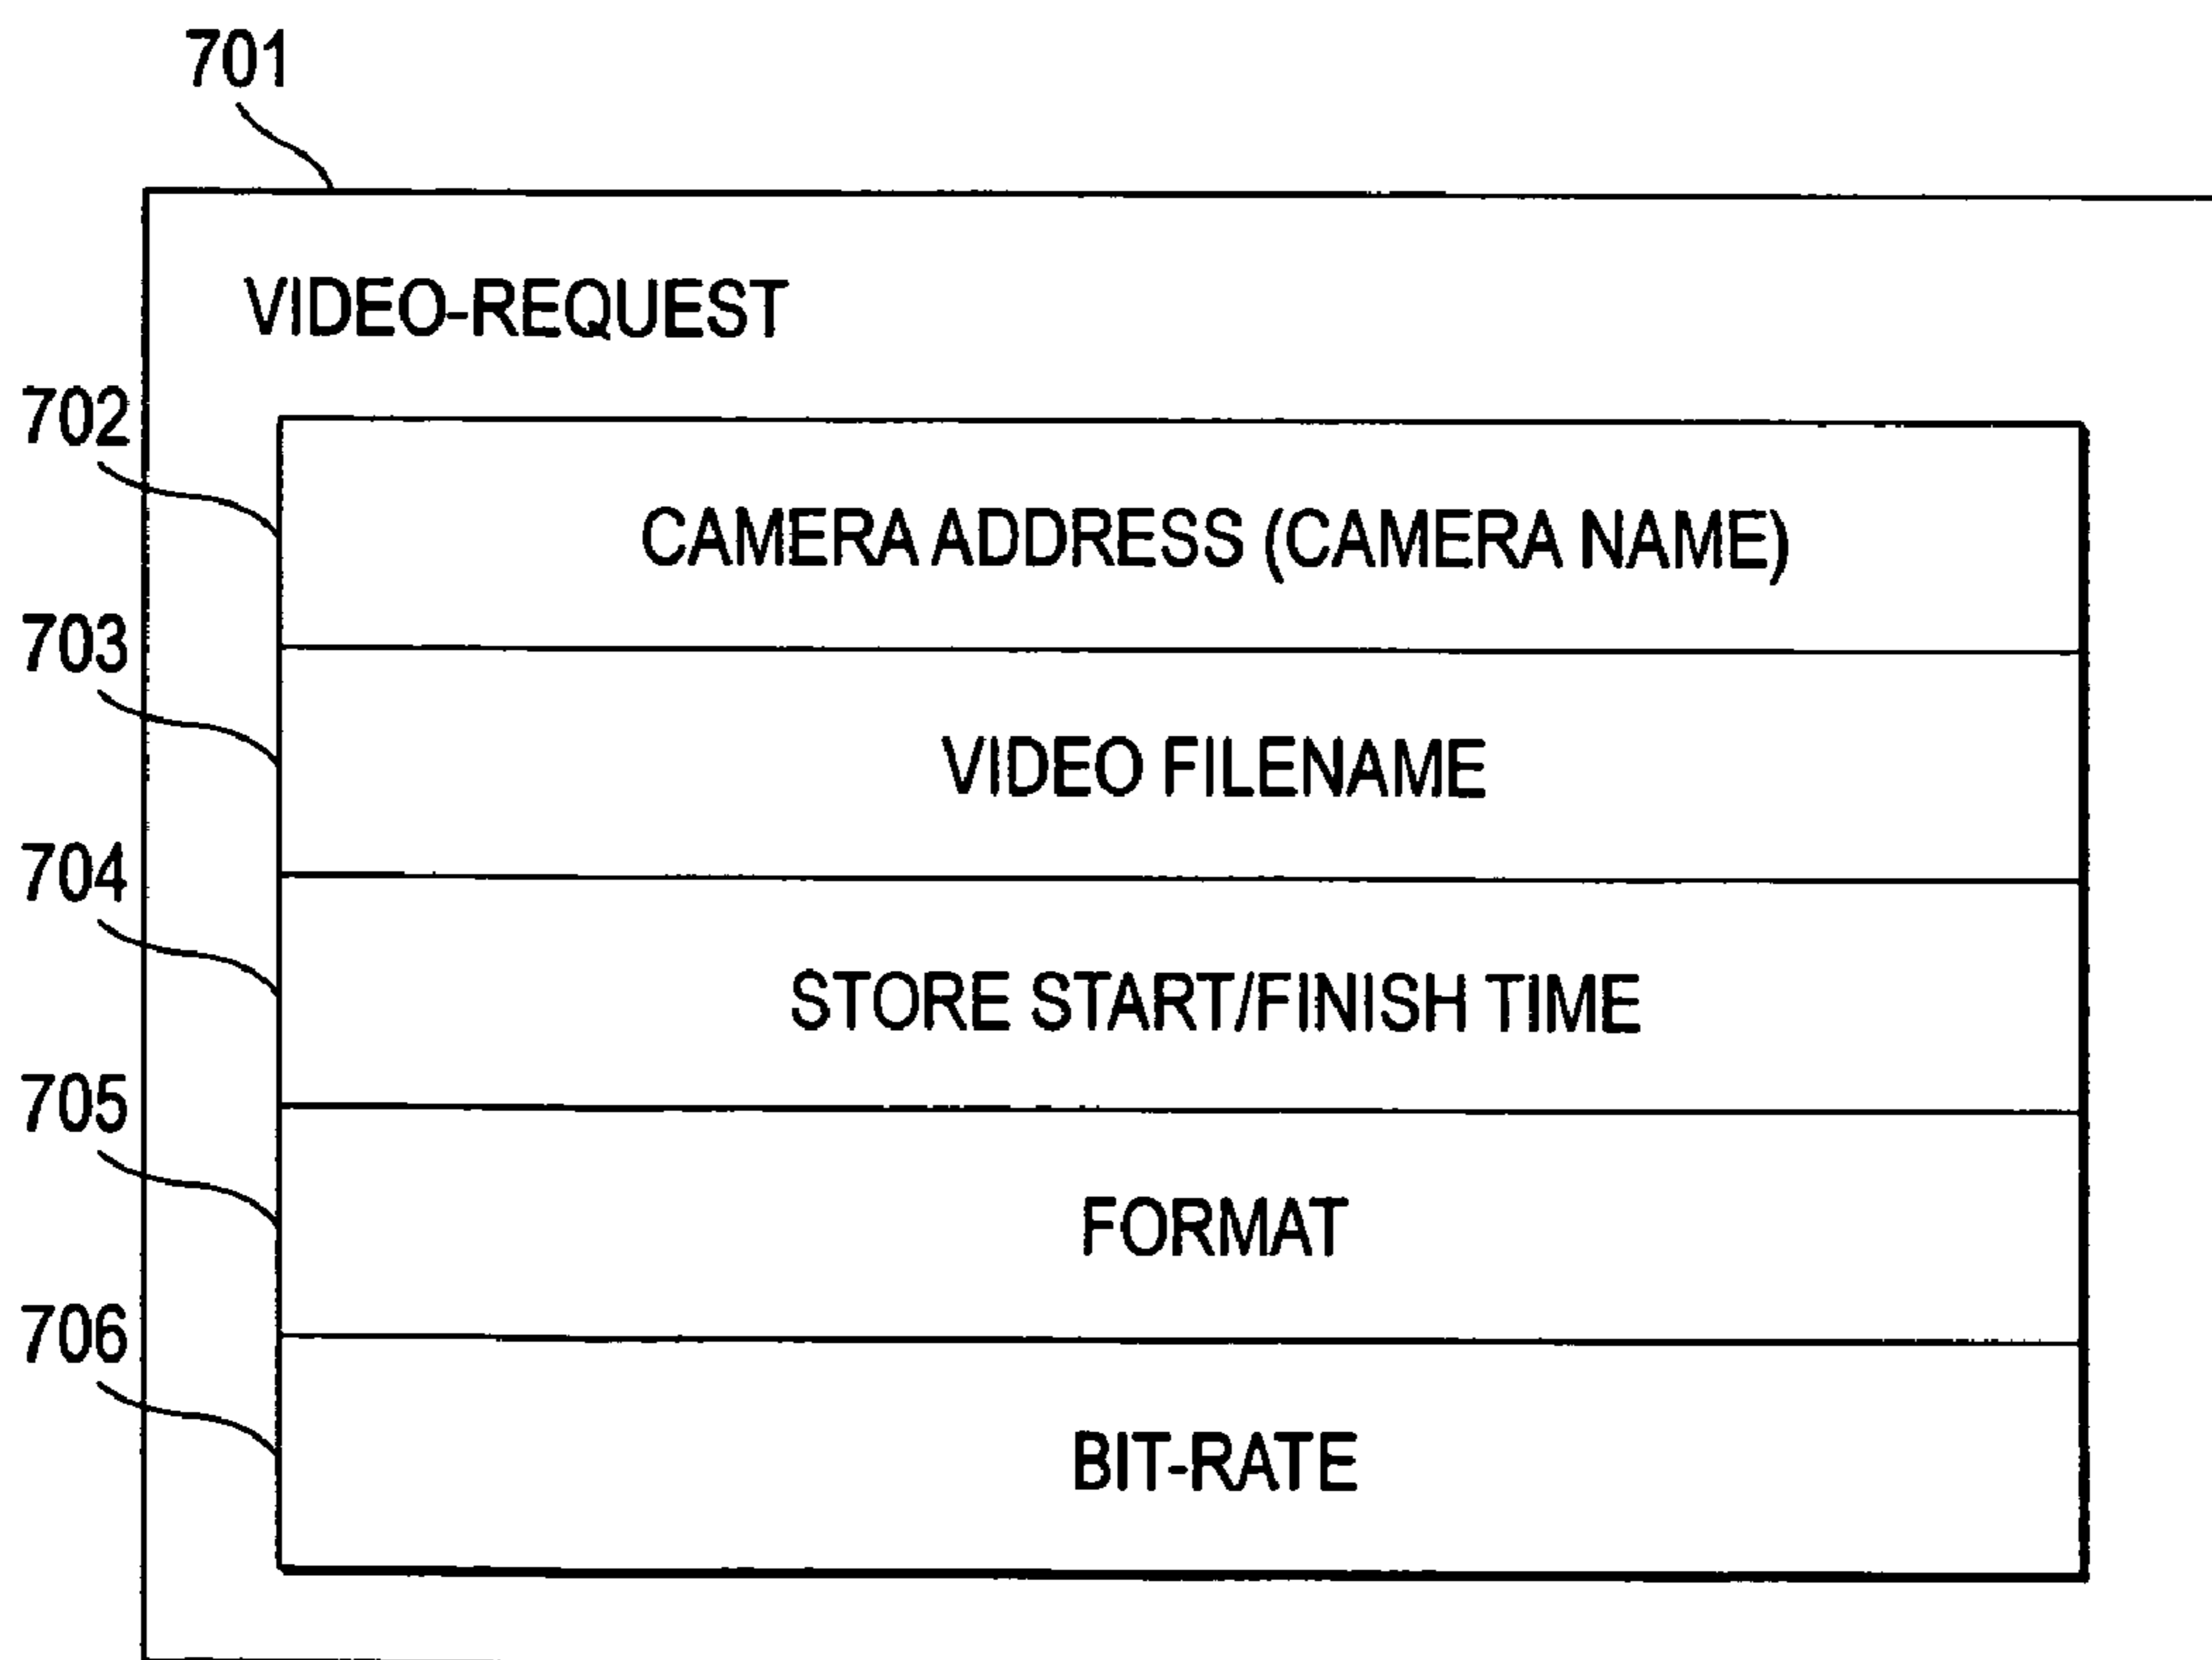 701
VIDEO-REQUEST
702
CAMERA ADDRESS (CAMERA NAME)
703
VIDEO FILENAME
704
STORE START/FINISH TIME
705
FORMAT
706
BIT-RATE